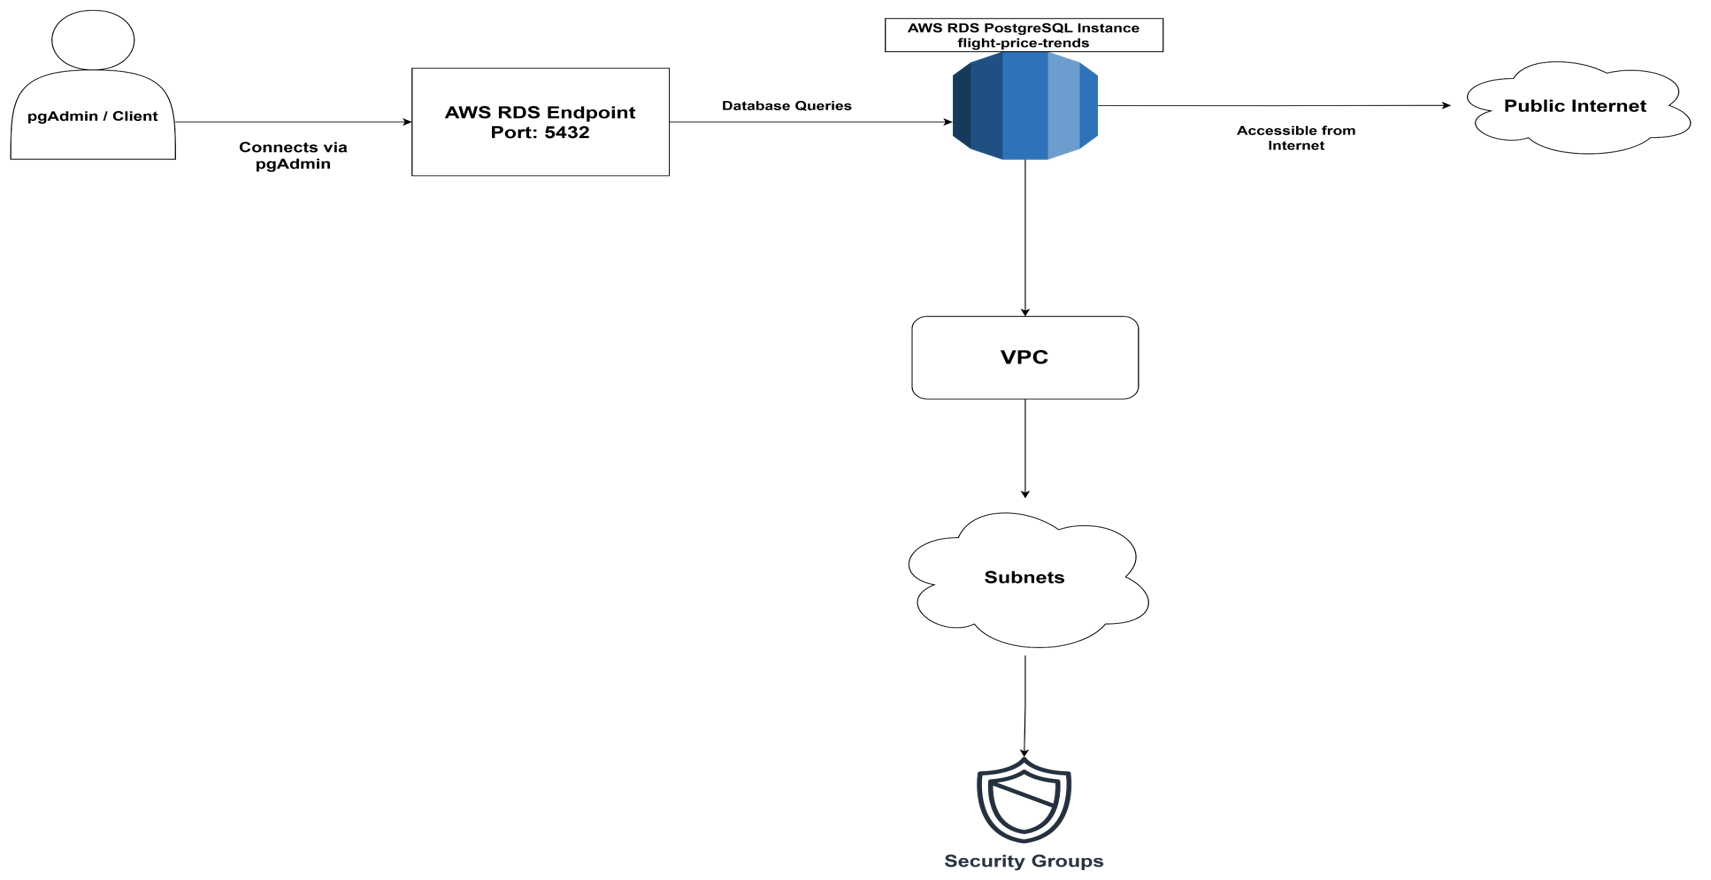 pgAdmin / Client
Connects via
pgAdmin
AWS RDS Endpoint
Port: 5432
Database Queries
AWS RDS PostgreSQL Instance
flight-price-trends
Accessible from
Internet
Public Internet
VPC
Subnets
Security Groups